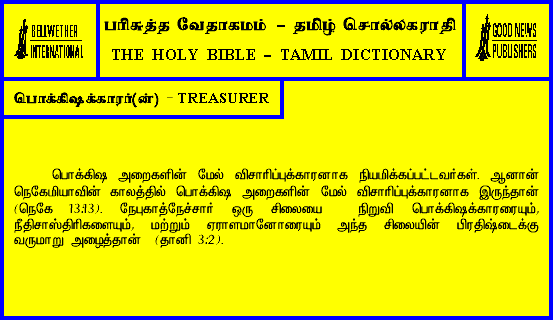 BELLWETHER
INTERNATIONAL
பரிசுத்த வேதாகமம் - தமிழ் சொல்லகராதி
THE HOLY BIBLE - TAMIL DICTIONARY
GOOD NEWS
PUBLISHERS
பொக்கிஷக்காரர்(ன்) - TREASURER
பொக்கிஷ அறைகளின் மேல் விசாரிப்புக்காரனாக நியமிக்கப்பட்டவர்கள். ஆனான்
நெகேமியாவின் காலத்தில் பொக்கிஷ அறைகளின் மேல் விசாரிப்புக்காரனாக இருந்தான்
(நெகே 13:13). நேபுகாத்நேச்சார் ஒரு சிலையை நிறுவி பொக்கிஷக்காரரையும்,
நீதிசாஸ்திரிகளையும், மற்றும் ஏராளமானோரையும் அந்த சிலையின் பிரதிஷ்டைக்கு
வருமாறு அழைத்தான் (தானி 3:2).